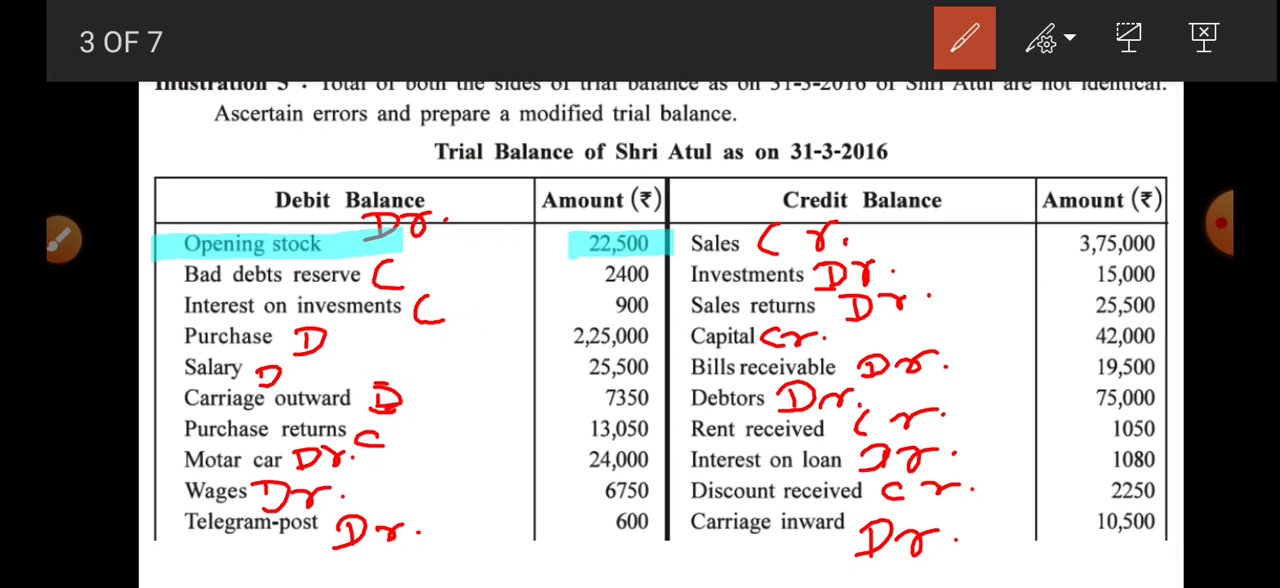 3 OF 7
Illustration 5 : Total of both the sides of trial balance as on 31-3-2016 of Shri Atul are not identical.
Ascertain errors and prepare a modified trial balance.
Trial Balance of Shri Atul as on 31-3-2016
Debit Balance Amount (₹) Credit Balance Amount (₹)
Opening stock Dr. 22,500 Sales Cr. 3,75,000
Bad debts reserve C 2400 Investments Dr. 15,000
Interest on invesments C 900 Sales returns Dr. 25,500
Purchase D 2,25,000 Capital Cr. 42,000
Salary D 25,500 Bills receivable Dr. 19,500
Carriage outward D 7350 Debtors Dr. 75,000
Purchase returns C 13,050 Rent received Cr. 1050
Motar car Dr. 24,000 Interest on loan Dr. 1080
Wages Dr. 6750 Discount received Cr. 2250
Telegram-post Dr. 600 Carriage inward Dr. 10,500